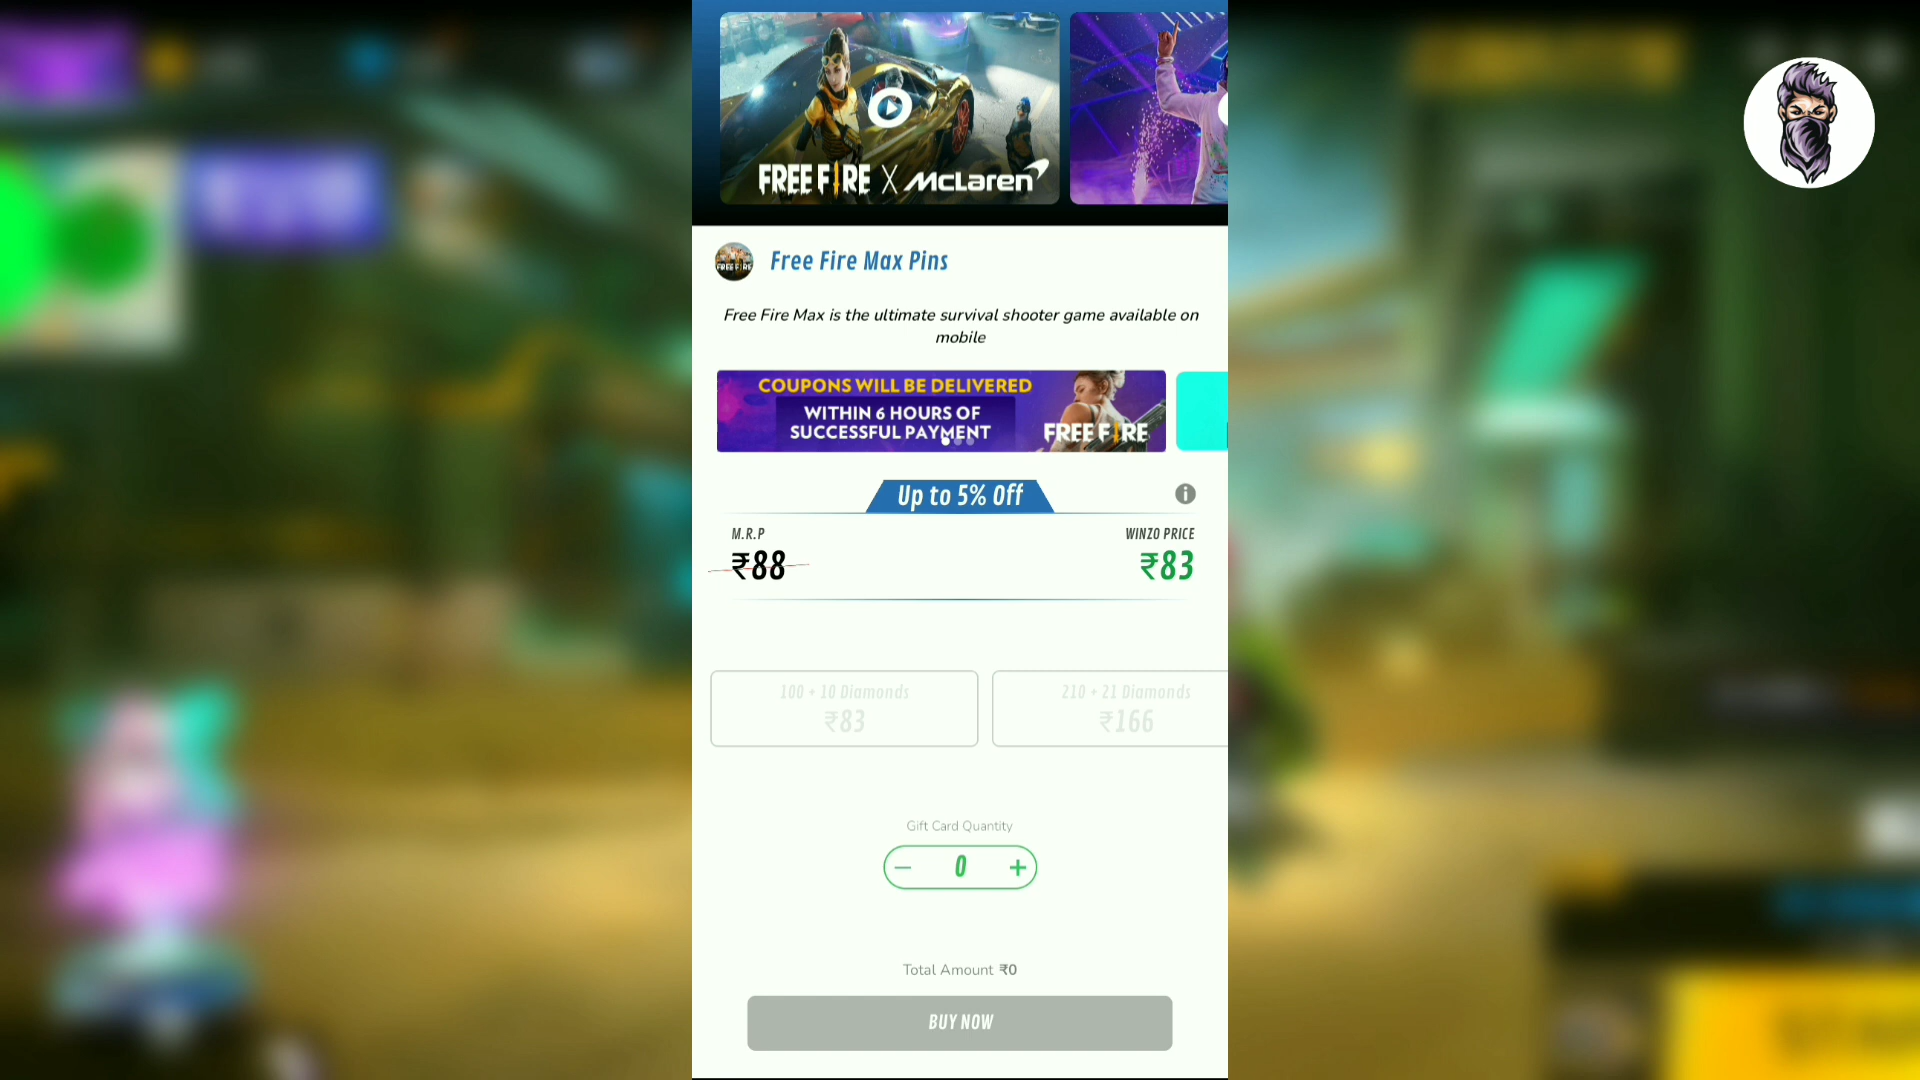 FREE FIRE X McLaren
Free Fire Max Pins
Free Fire Max is the ultimate survival shooter game available on
mobile
COUPONS WILL BE DELIVERED
WITHIN 6 HOURS OF
SUCCESSFUL PAYMENT
FREE FIRE
Up to 5% Off
M.R.P
WINZO PRICE
₹88
₹83
100 + 10 Diamonds
₹83
210 + 21 Diamonds
₹166
Gift Card Quantity
− 0 +
Total Amount ₹0
BUY NOW